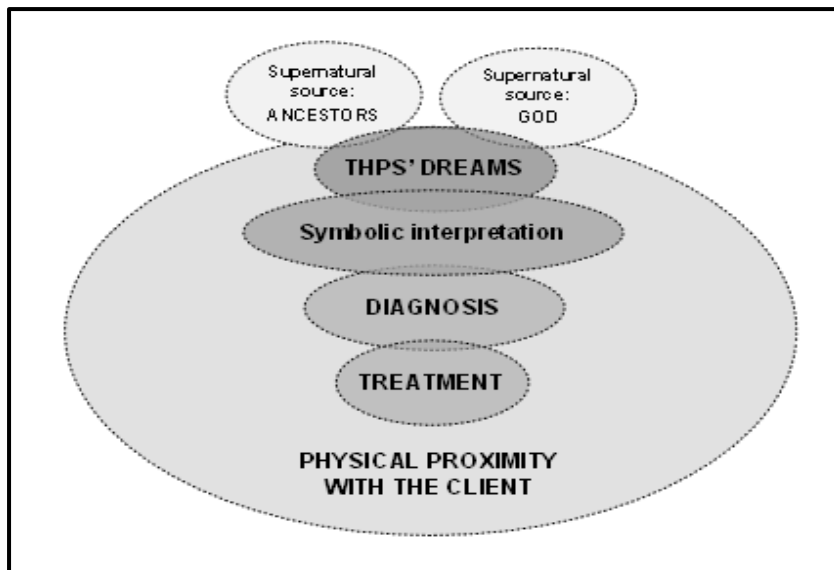 Supernatural
source:
ANCESTORS
Supernatural
source:
GOD
THPS' DREAMS
Symbolic interpretation
DIAGNOSIS
TREATMENT
PHYSICAL PROXIMITY
WITH THE CLIENT